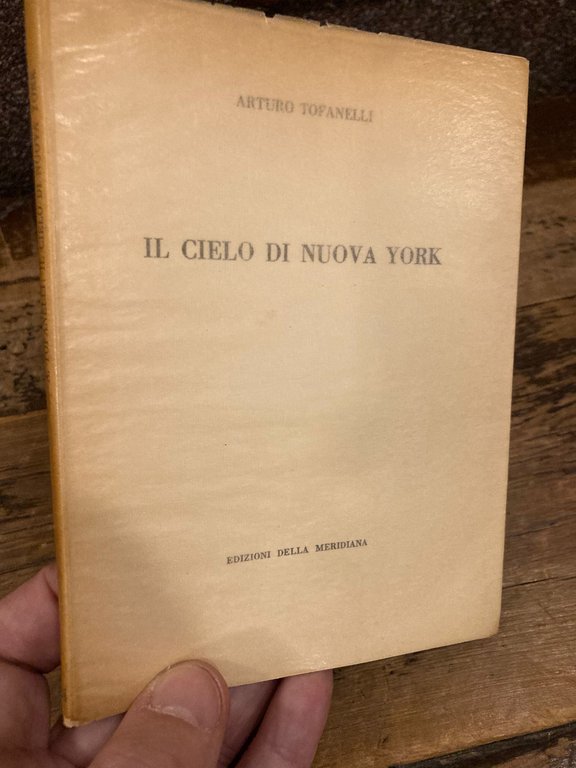 ARTURO TOFANELLI
IL CIELO DI NUOVA YORK
EDIZIONI DELLA MERIDIANA